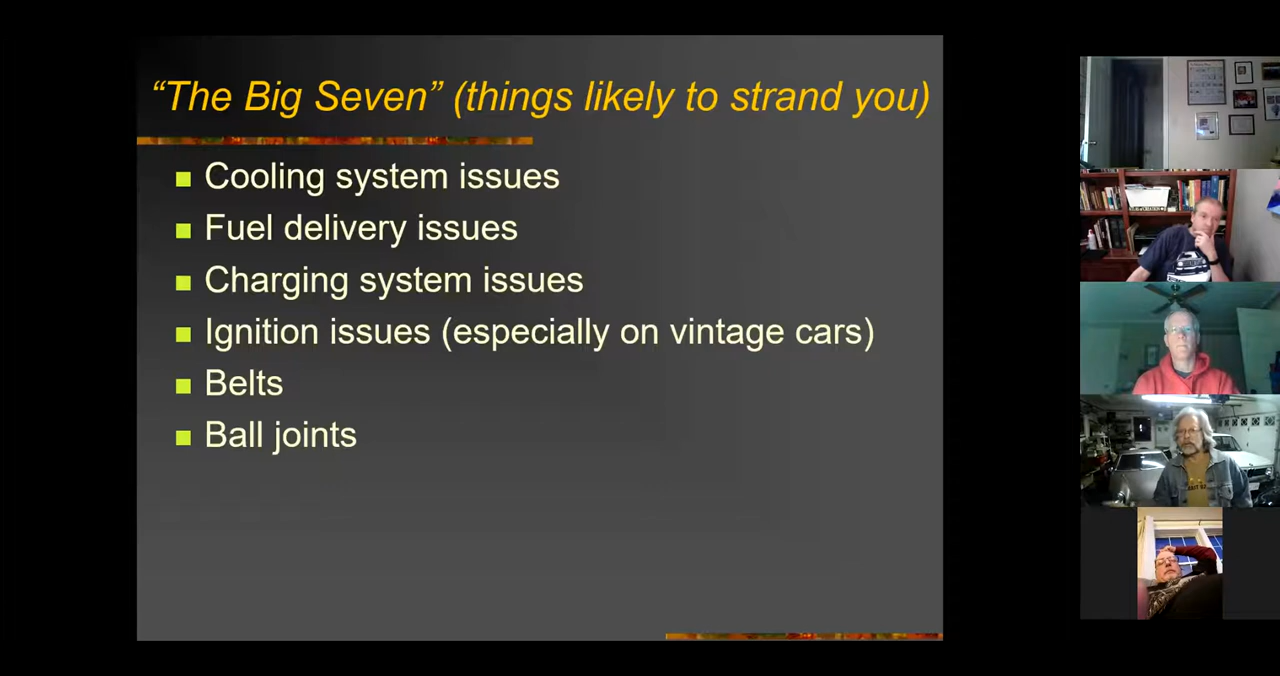 “The Big Seven” (things likely to strand you)
Cooling system issues
Fuel delivery issues
Charging system issues
Ignition issues (especially on vintage cars)
Belts
Ball joints